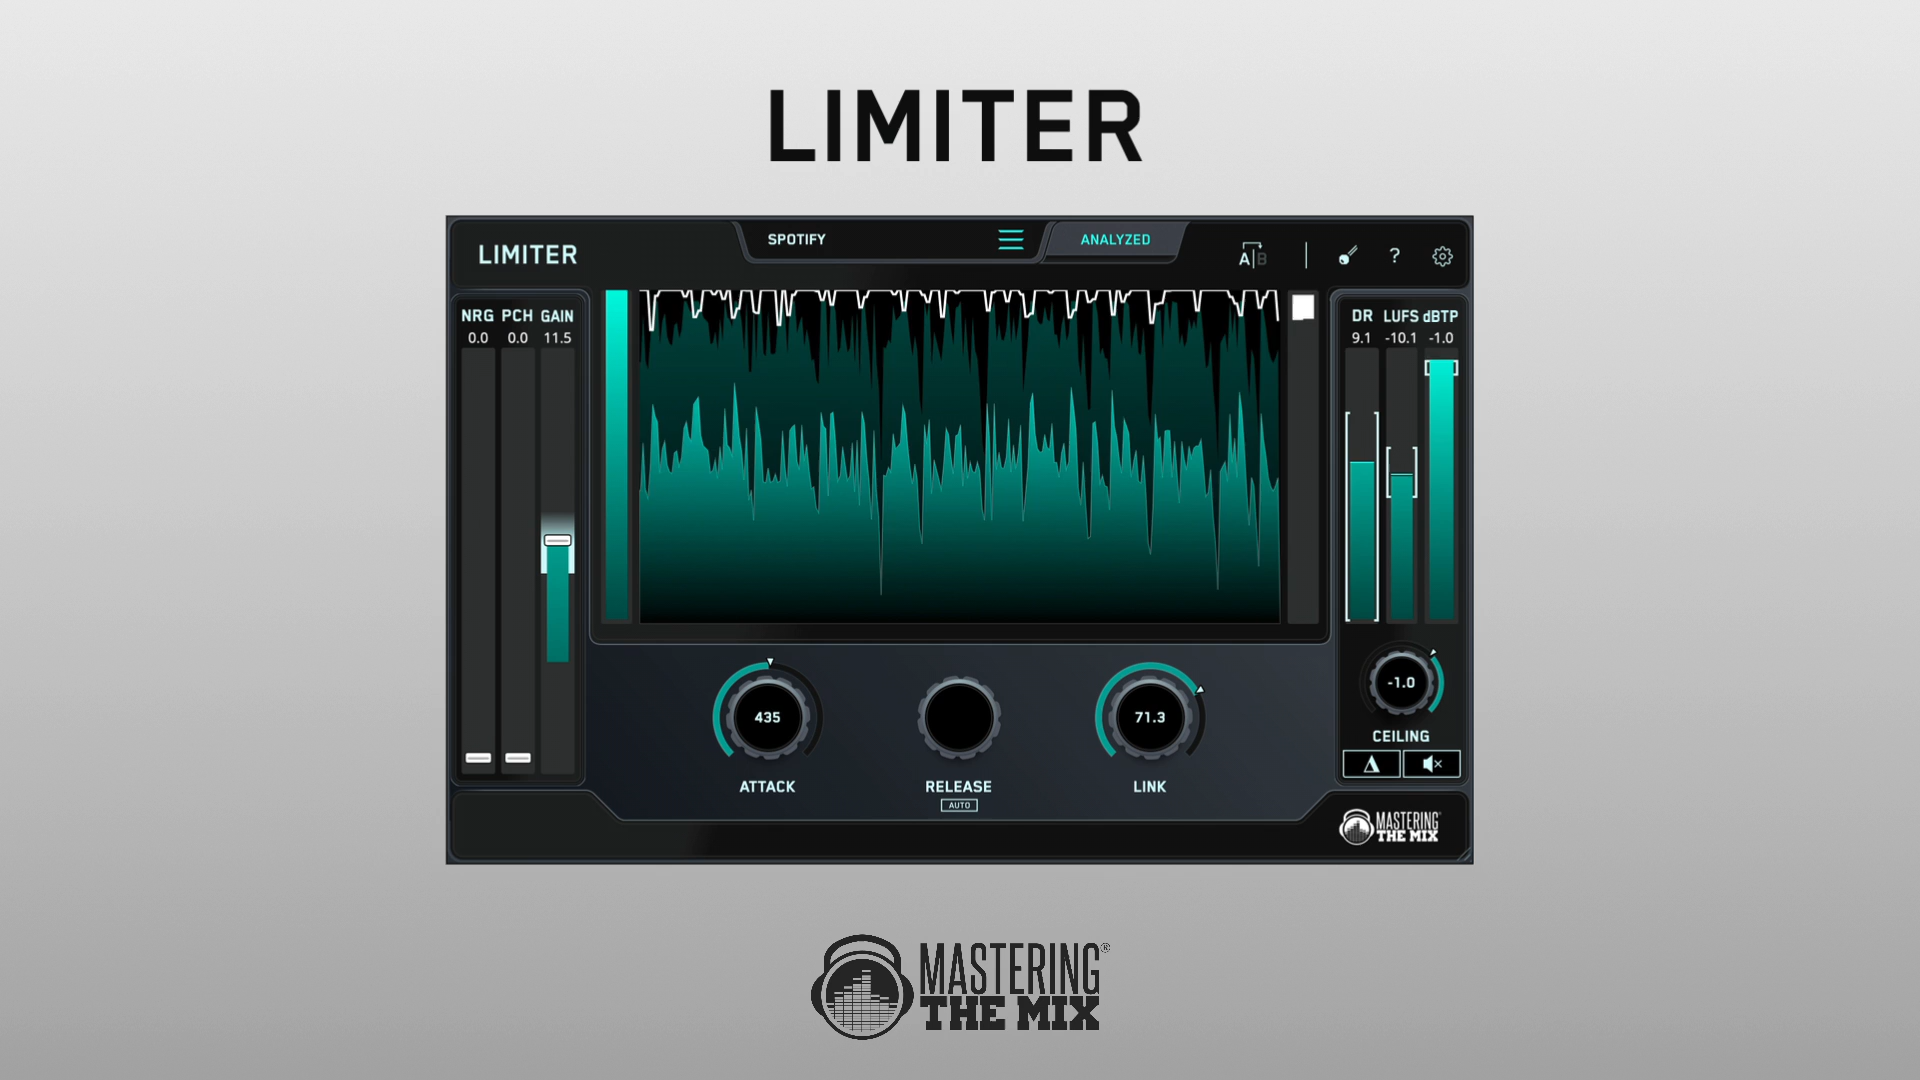 LIMITER
LIMITER
SPOTIFY
ANALYZED
A|B
?
NRG PCH GAIN
0.0 0.0 11.5
DR LUFS dBTP
9.1 -10.1 -1.0
435
ATTACK
RELEASE
AUTO
71.3
LINK
-1.0
CEILING
MASTERING
THE MIX
MASTERING®
THE MIX